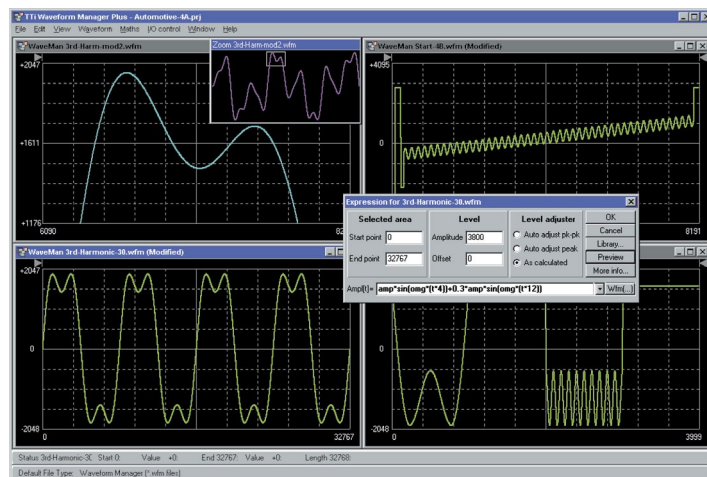 TTi Waveform Manager Plus - Automotive-4A.prj
File Edit View Waveform Maths I/O control Window Help
WaveMan 3rd-Harm-mod2.wfm
Zoom 3rd-Harm-mod2.wfm
+2047
+1611
+1176
6090
82
WaveMan Start-4B.wfm (Modified)
+4095
0
8191
Expression for 3rd-Harmonic-38.wfm
Selected area
Level
Level adjuster
Start point 0
End point 32767
Amplitude 3800
Offset 0
Auto adjust pk-pk
Auto adjust peak
As calculated
OK
Cancel
Library...
Preview
More info...
Ampl(t)= amp*sin(omg*(t*4))+0.3*amp*sin(omg*(t*12)) Wfm(...)
WaveMan 3rd-Harmonic-38.wfm (Modified)
+2047
0
-2048
0 32767
-2048
0 3999
Status 3rd-Harmonic-3C Start 0: Value +0: End 32767: Value +0: Length 32768:
Default File Type: Waveform Manager (*.wfm files)